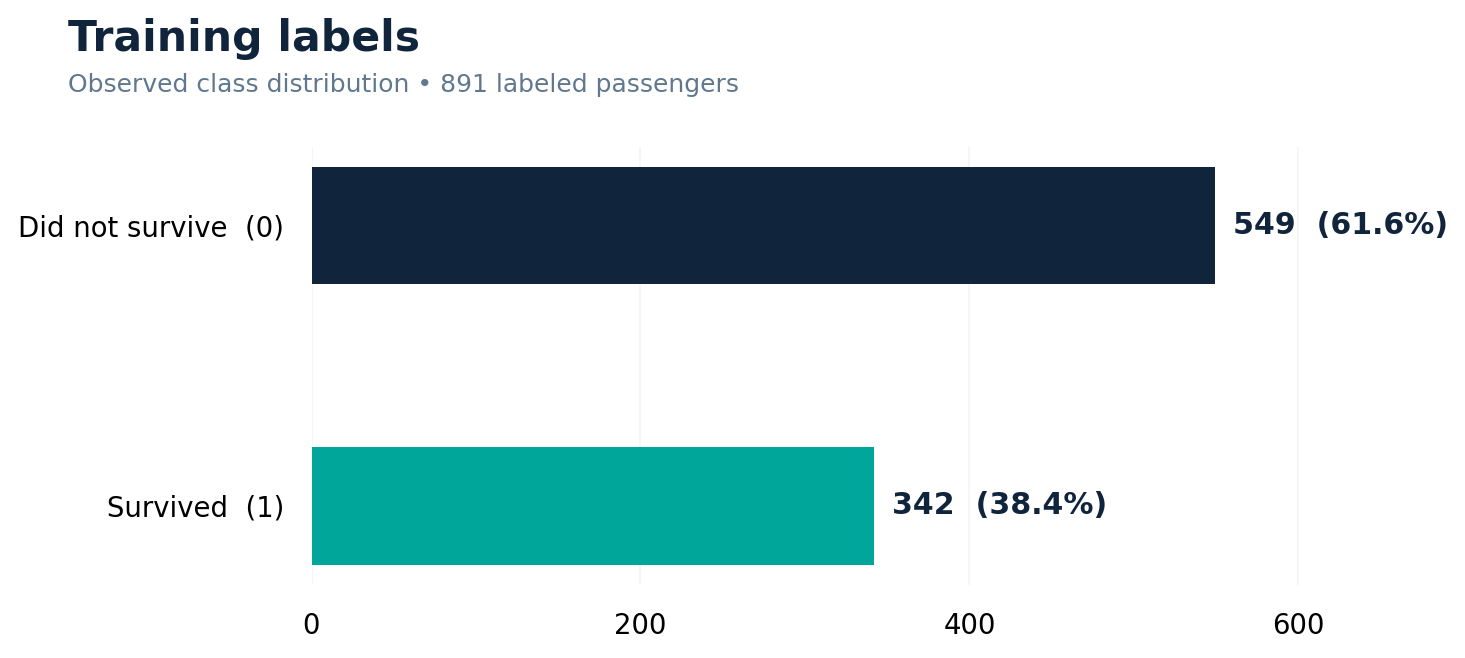 Training labels
Observed class distribution • 891 labeled passengers
Did not survive (0) 549 (61.6%)
Survived (1) 342 (38.4%)
0 200 400 600